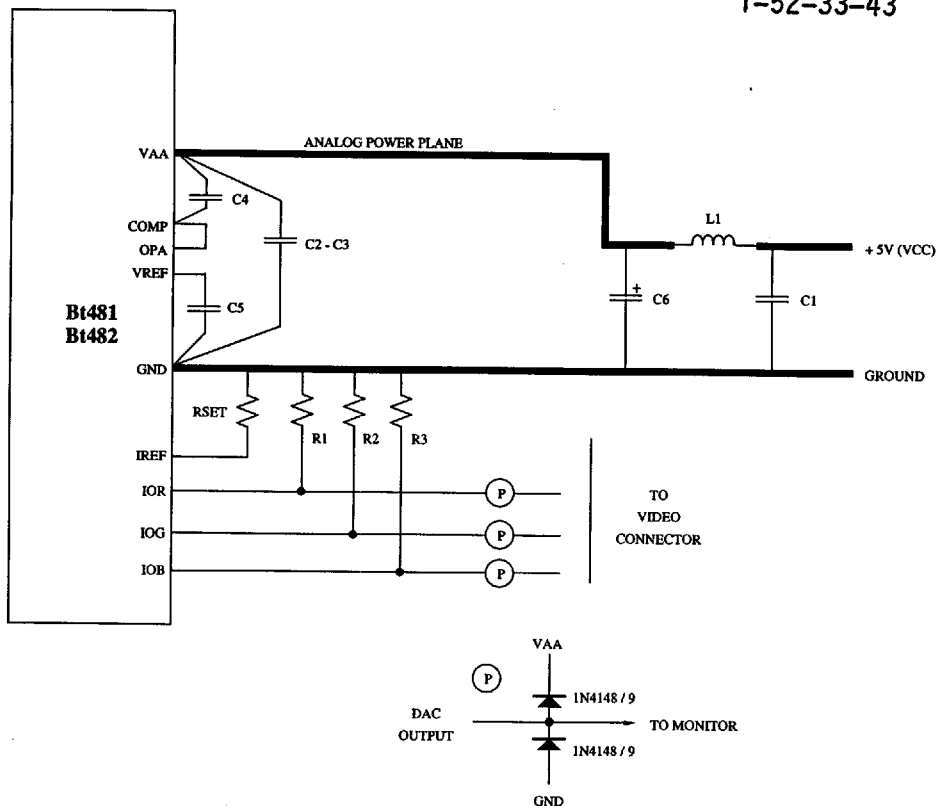 1-52-33-43
ANALOG POWER PLANE
VAA
C4
COMP
OPA
C2 - C3
L1
+ 5V (VCC)
VREF
C5
C6
C1
+
Bt481
Bt482
GND
GROUND
RSET
R1
R2
R3
IREF
IOR
P
TO
VIDEO
CONNECTOR
IOG
P
IOB
P
VAA
P
1N4148 / 9
DAC
OUTPUT
TO MONITOR
1N4148 / 9
GND